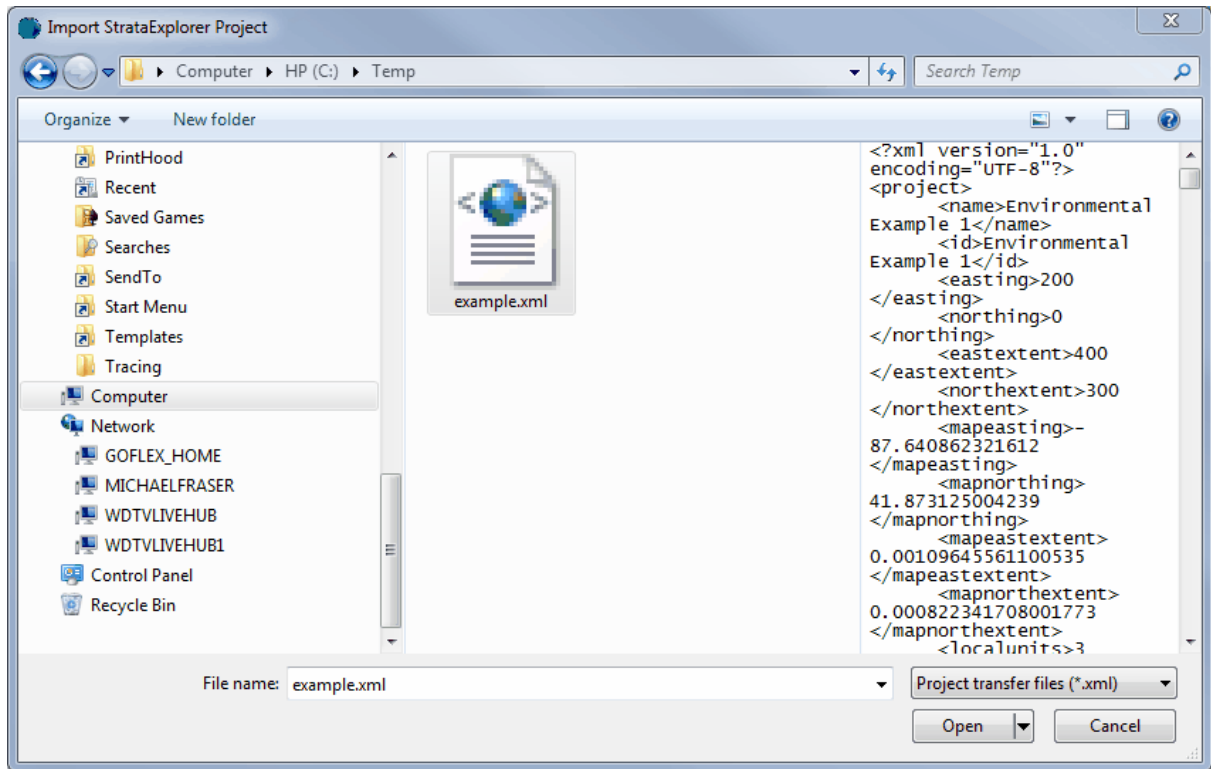 Import StrataExplorer Project
Computer HP (C:) Temp
Search Temp
Organize New folder
PrintHood
Recent
Saved Games
Searches
SendTo
Start Menu
Templates
Tracing
Computer
Network
GOFLEX_HOME
MICHAELFRASER
WDTVLIVEHUB
WDTVLIVEHUB1
Control Panel
Recycle Bin
example.xml
<?xml version="1.0"
encoding="UTF-8"?>
<project>
<name>Environmental
Example 1</name>
<id>Environmental
Example 1</id>
<easting>200
</easting>
<northing>0
</northing>
<eastextent>400
</eastextent>
<northextent>300
</northextent>
<mapeasting>-
87.640862321612
</mapeasting>
<mapnorthing>
41.873125004239
</mapnorthing>
<mapeastextent>
0.00109645561100535
</mapeastextent>
<mapnorthextent>
0.000822341708001773
</mapnorthextent>
<localunits>3
File name: example.xml
Project transfer files (*.xml)
Open Cancel